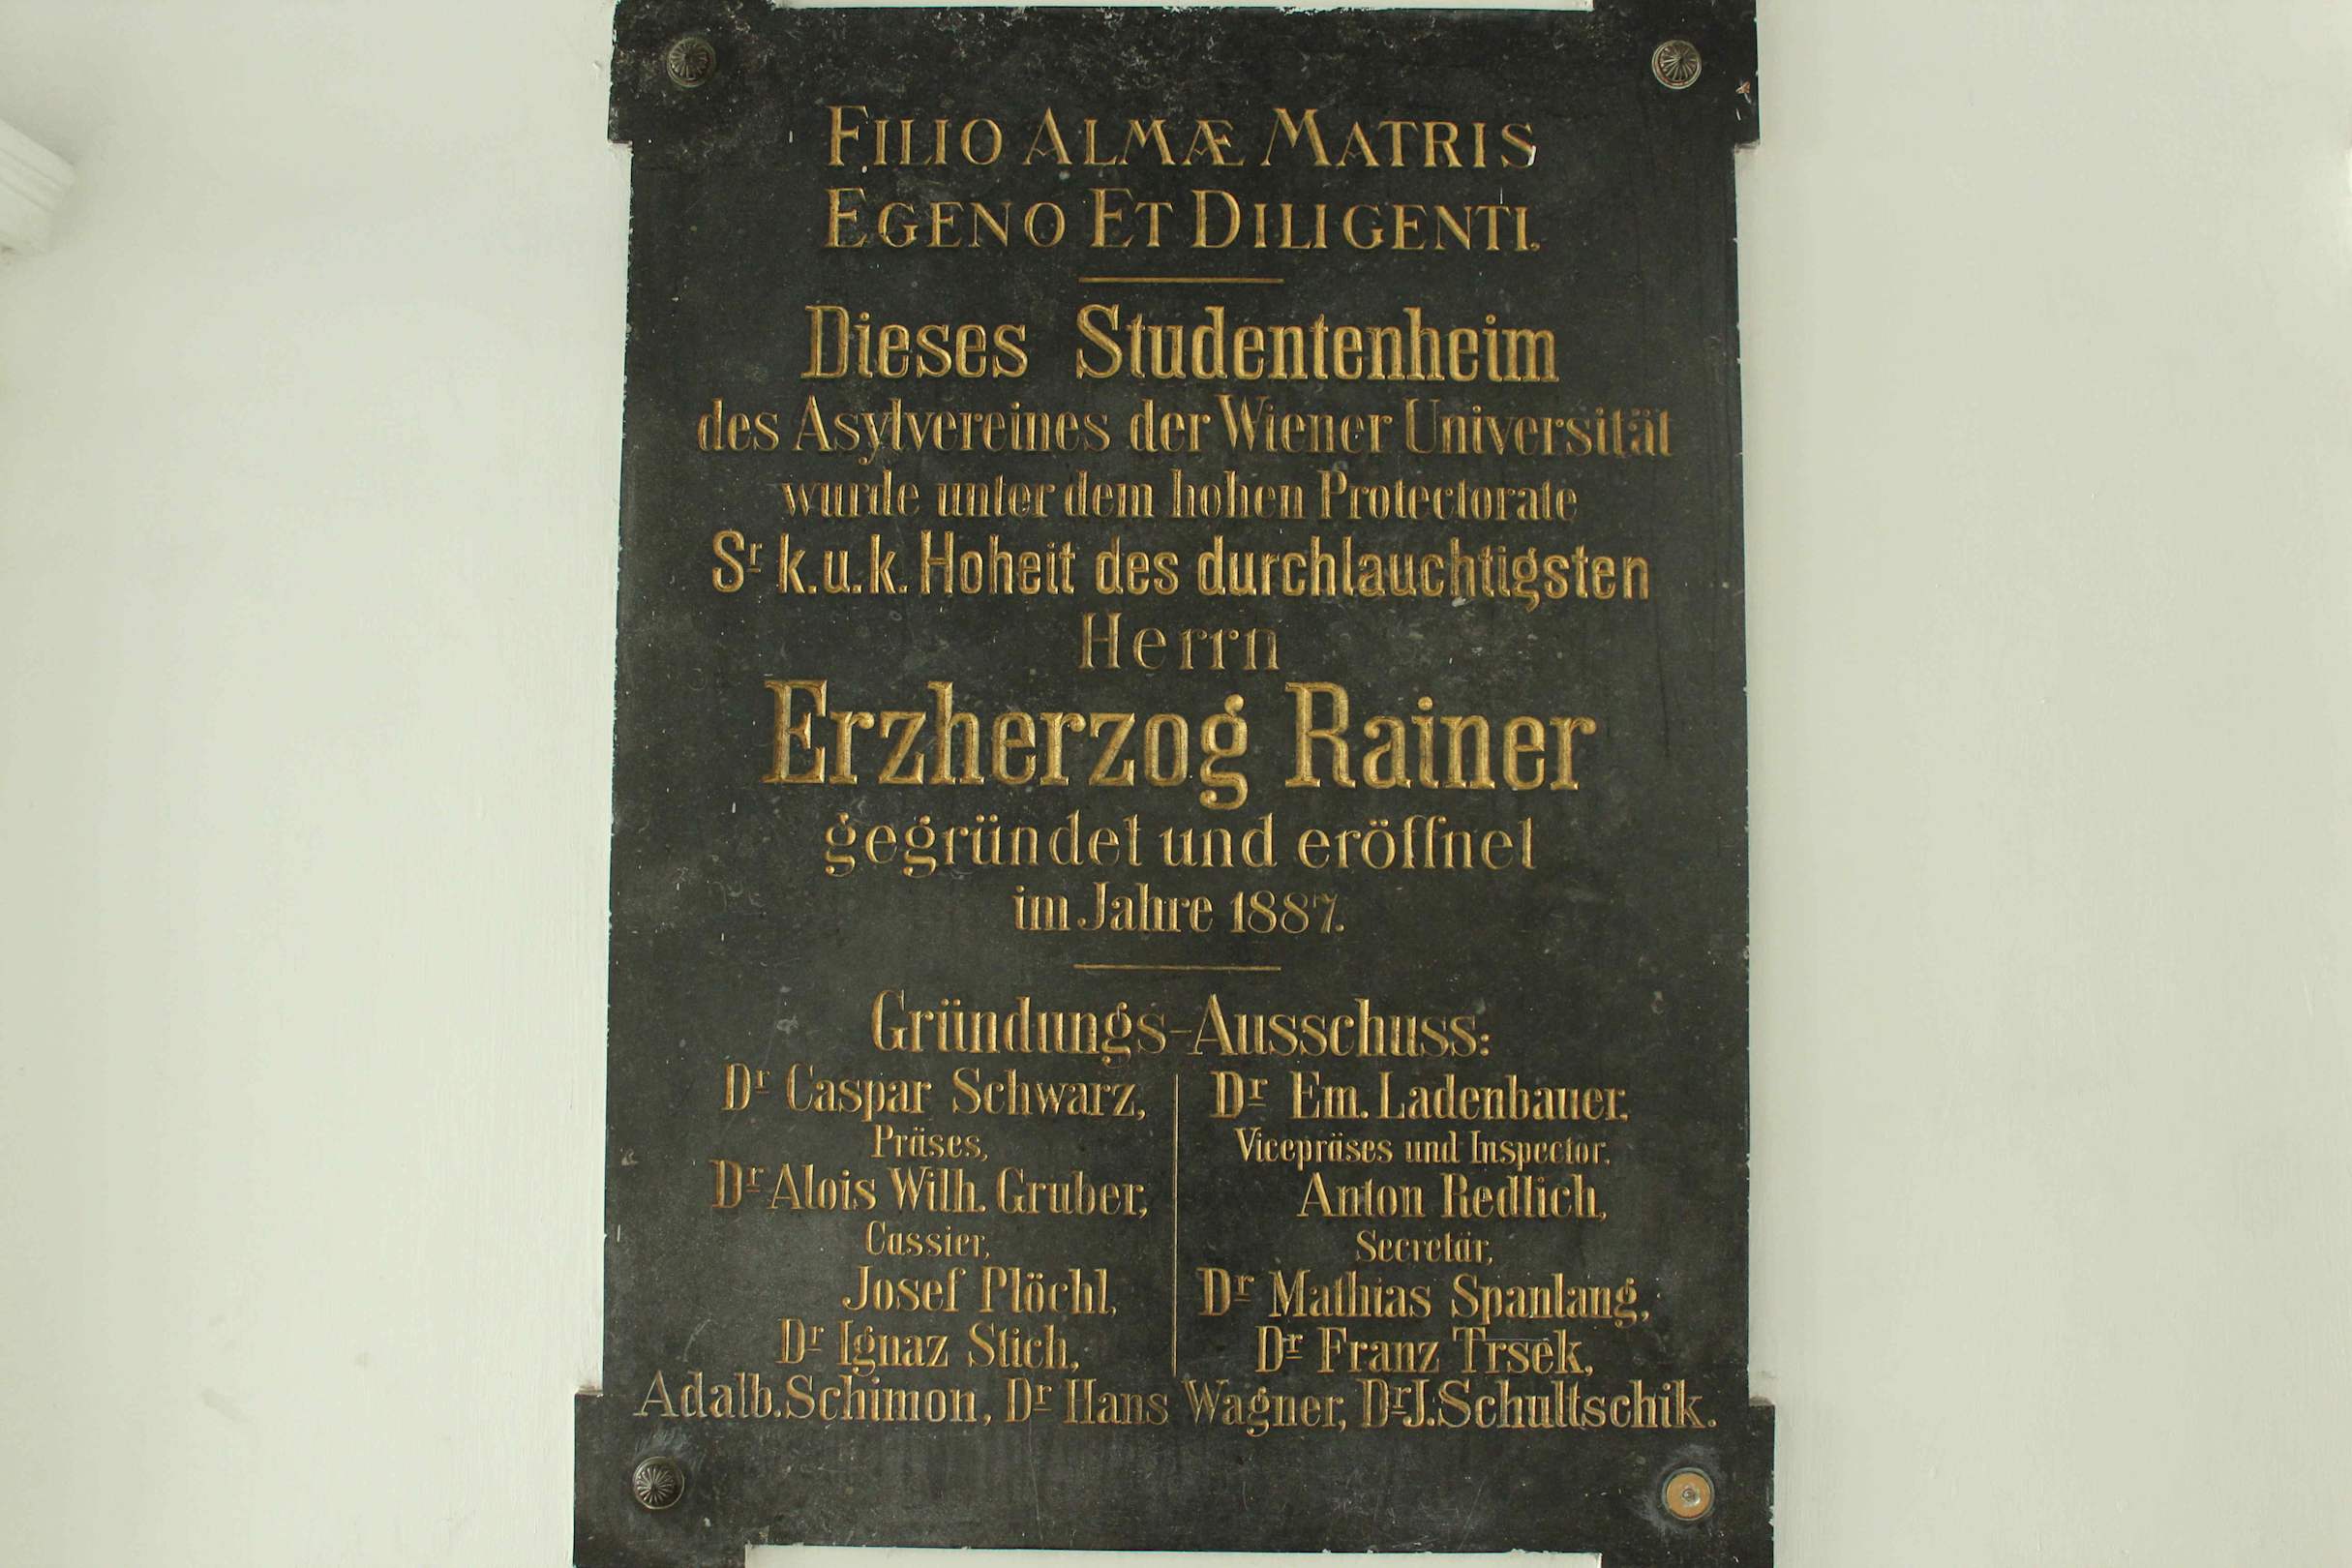 FILIO ALMÆ MATRIS
EGENO ET DILIGENTI.
Dieses Studentenheim
des Asylvereines der Wiener Universität
wurde unter dem hohen Protectorate
Sr k.u.k. Hoheit des durchlauchtigsten
Herrn
Erzherzog Rainer
gegründet und eröffnet
im Jahre 1887.
Gründungs-Ausschuss:
Dr Caspar Schwarz,
Präses,
Dr Alois Wilh. Gruber,
Cassier,
Josef Plöchl,
Dr Ignaz Stich,
Dr Em. Ladenbauer,
Vicepräses und Inspector.
Anton Redlich,
Secretär,
Dr Mathias Spanlang,
Dr Franz Trsek,
Adalb. Schimon, Dr Hans Wagner, Dr J. Schultschik.